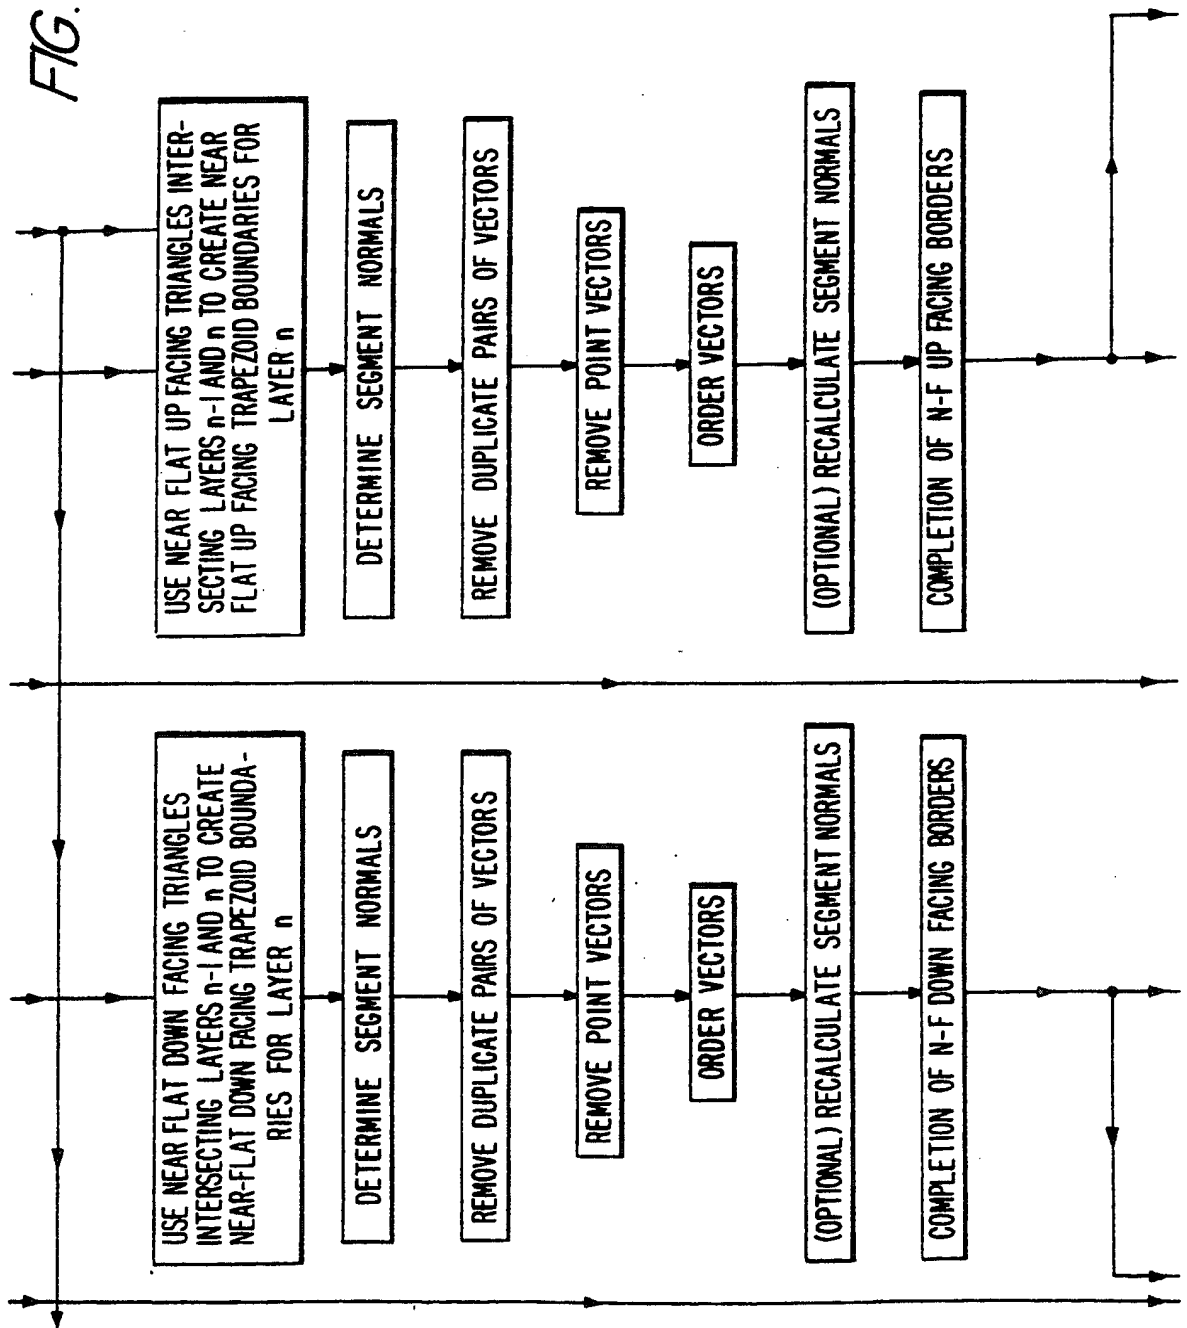 FIG.
USE NEAR FLAT DOWN FACING TRIANGLES
INTERSECTING LAYERS n-1 AND n TO CREATE
NEAR-FLAT DOWN FACING TRAPEZOID BOUNDA-
RIES FOR LAYER n
DETERMINE SEGMENT NORMALS
REMOVE DUPLICATE PAIRS OF VECTORS
REMOVE POINT VECTORS
ORDER VECTORS
(OPTIONAL) RECALCULATE SEGMENT NORMALS
COMPLETION OF N-F DOWN FACING BORDERS
USE NEAR FLAT UP FACING TRIANGLES INTER-
SECTING LAYERS n-1 AND n TO CREATE NEAR
FLAT UP FACING TRAPEZOID BOUNDARIES FOR
LAYER n
DETERMINE SEGMENT NORMALS
REMOVE DUPLICATE PAIRS OF VECTORS
REMOVE POINT VECTORS
ORDER VECTORS
(OPTIONAL) RECALCULATE SEGMENT NORMALS
COMPLETION OF N-F UP FACING BORDERS